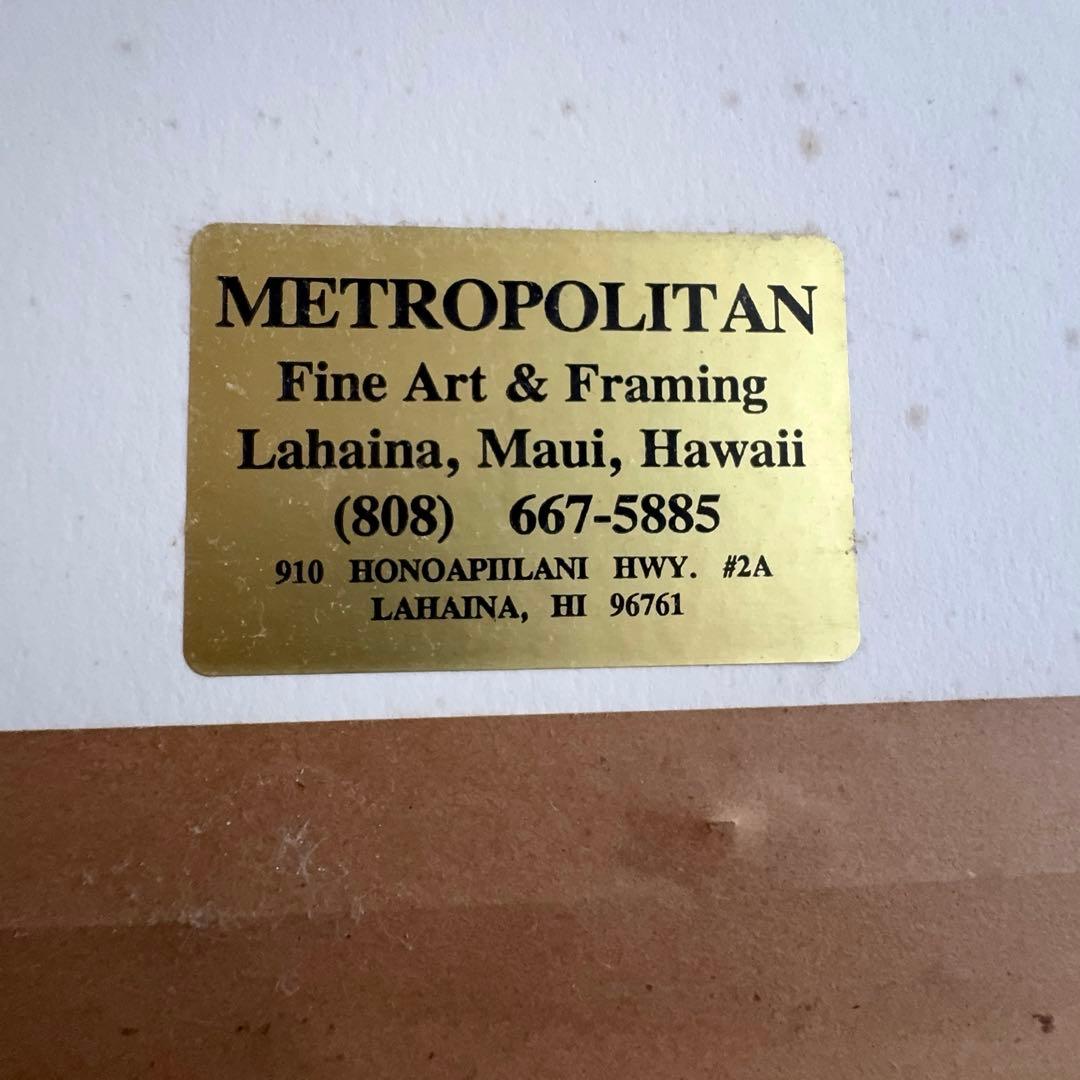 METROPOLITAN
Fine Art & Framing
Lahaina, Maui, Hawaii
(808) 667-5885
910 HONOAPIILANI HWY. #2A
LAHAINA, HI 96761